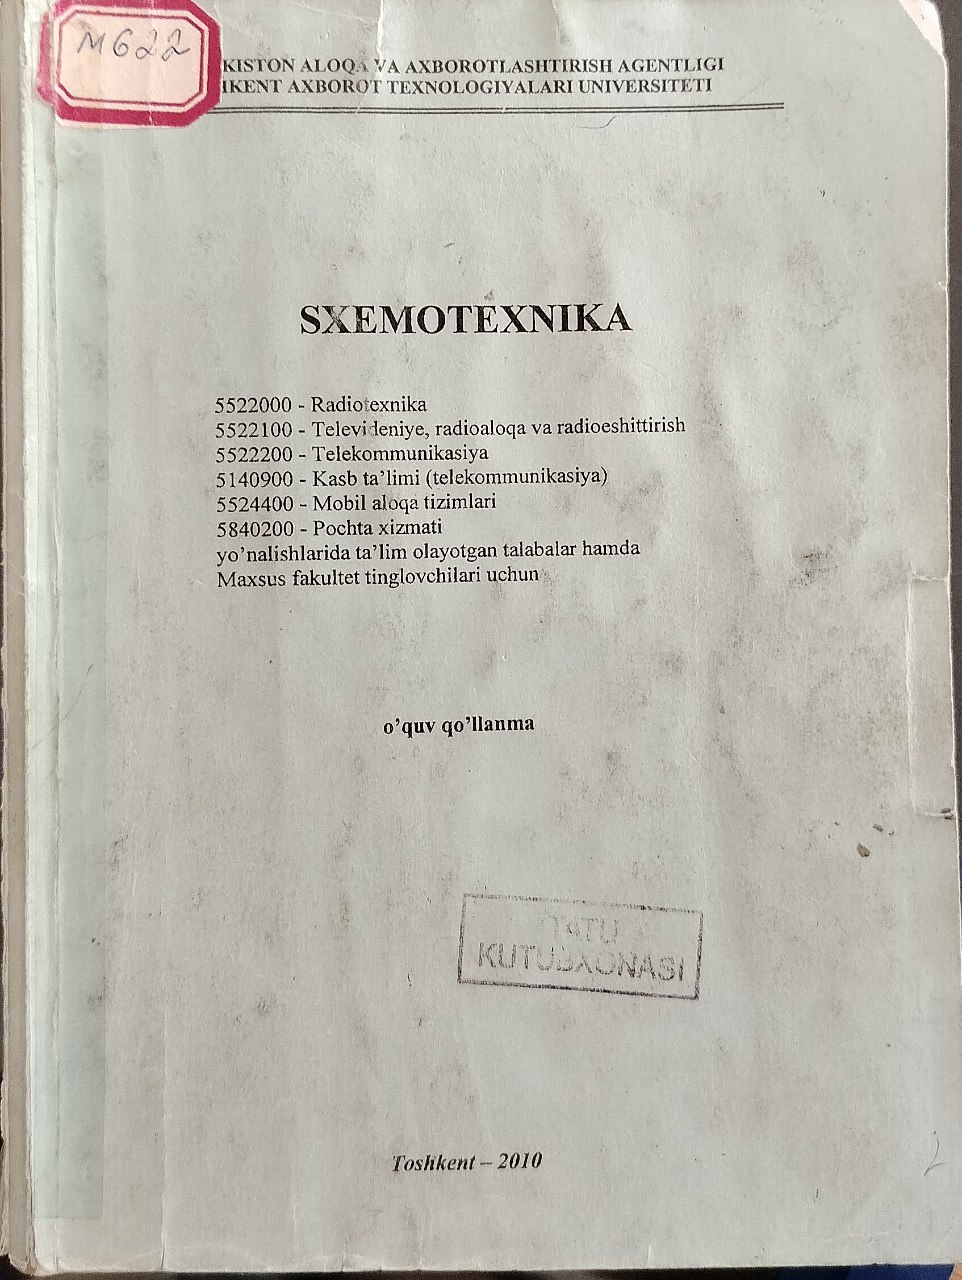 M622
KISTON ALOQA VA AXBOROTLASHTIRISH AGENTLIGI
KENT AXBOROT TEXNOLOGIYALARI UNIVERSITETI
SXEMOTEXNIKA
5522000 - Radiotexnika
5522100 - Televideniye, radioaloqa va radioeshittirish
5522200 - Telekommunikasiya
5140900 - Kasb ta’limi (telekommunikasiya)
5524400 - Mobil aloqa tizimlari
5840200 - Pochta xizmati
yo’nalishlarida ta’lim olayotgan talabalar hamda
Maxsus fakultet tinglovchilari uchun
o’quv qo’llanma
TATU
KUTUBXONASI
Toshkent – 2010